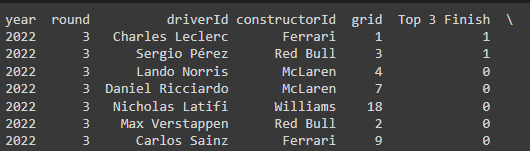 year round driverId constructorId grid Top 3 Finish \
2022 3 Charles Leclerc Ferrari 1 1
2022 3 Sergio Pérez Red Bull 3 1
2022 3 Lando Norris McLaren 4 0
2022 3 Daniel Ricciardo McLaren 7 0
2022 3 Nicholas Latifi Williams 18 0
2022 3 Max Verstappen Red Bull 2 0
2022 3 Carlos Sainz Ferrari 9 0